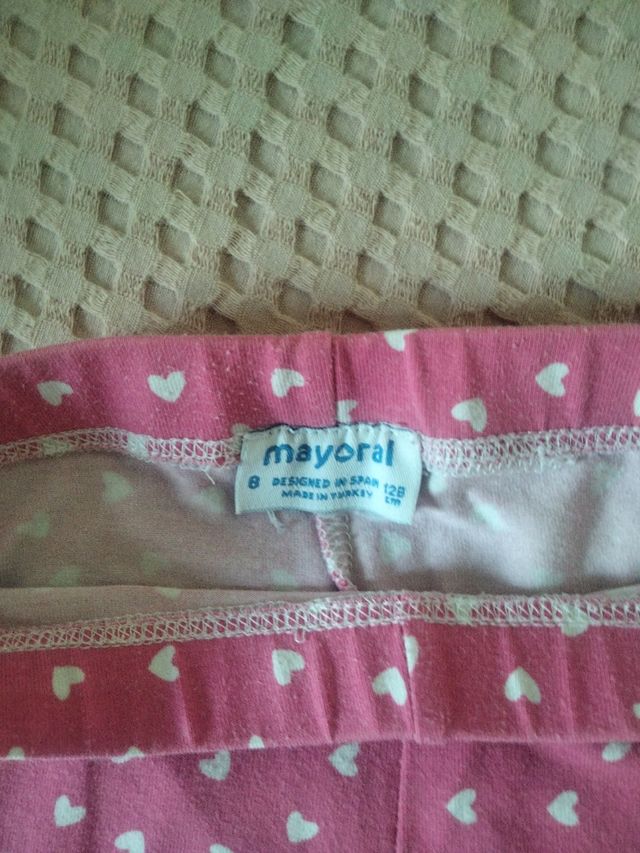 mayoral
8 DESIGNED IN SPAIN 128
MADE IN TURKEY cm